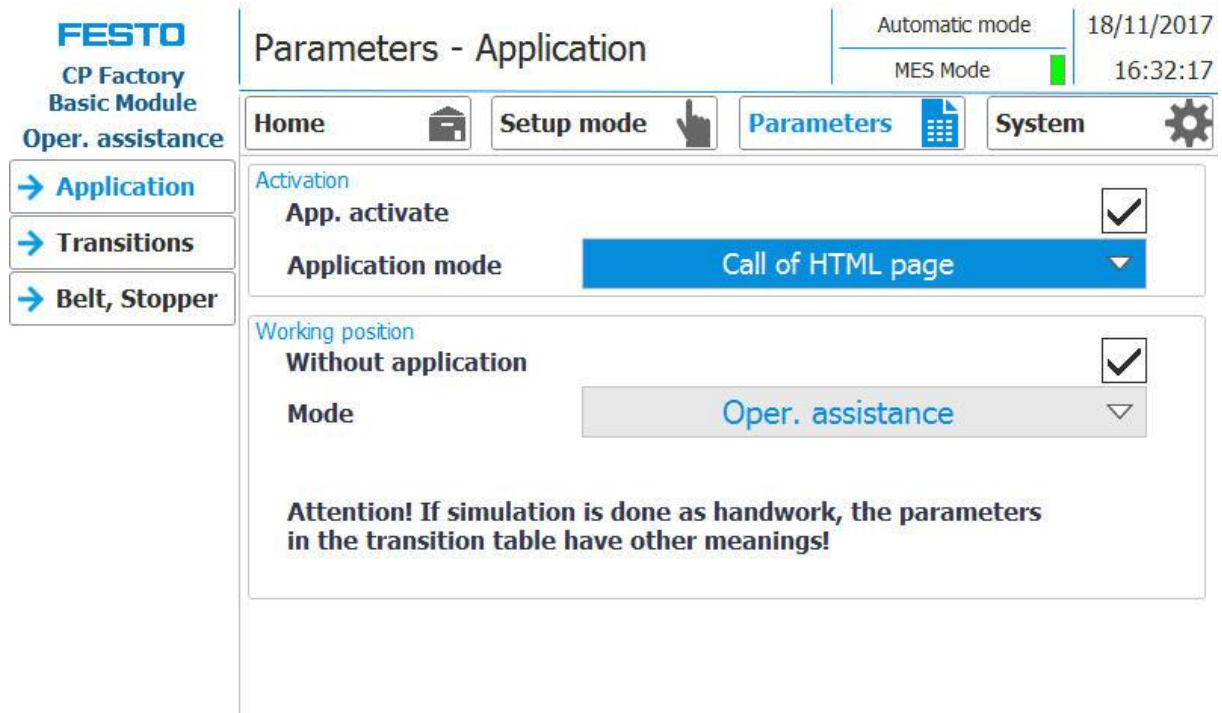 FESTO
CP Factory
Basic Module
Oper. assistance
Parameters - Application
Automatic mode
MES Mode
18/11/2017
16:32:17
Home
Setup mode
Parameters
System
Application
Transitions
Belt, Stopper
Activation
App. activate
Application mode
Call of HTML page
Working position
Without application
Mode
Oper. assistance
Attention! If simulation is done as handwork, the parameters
in the transition table have other meanings!